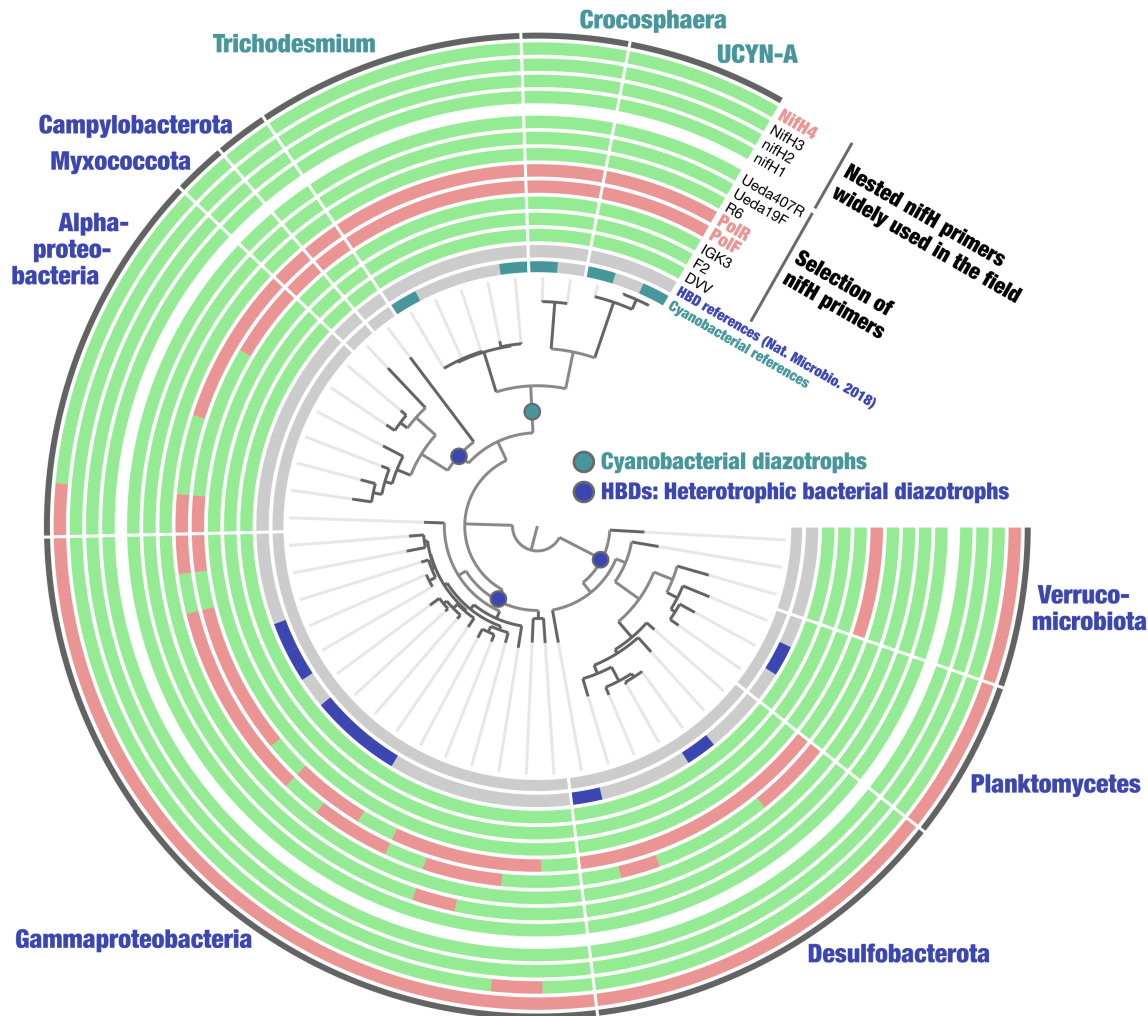 Crocosphaera
Trichodesmium
UCYN-A
Campylobacterota
Myxococcota
Alpha-
proteo-
bacteria
NifH4
NifH3
nifH2
nifH1
Ueda407R
Ueda19F
R6
PolR
PolF
IGK3
F2
DVV
HBD references (Nat. Microbio. 2018)
Cyanobacterial references
Nested nifH primers
widely used in the field
Selection of
nifH primers
Cyanobacterial diazotrophs
HBDs: Heterotrophic bacterial diazotrophs
Verruco-
microbiota
Planktomycetes
Gammaproteobacteria
Desulfobacterota